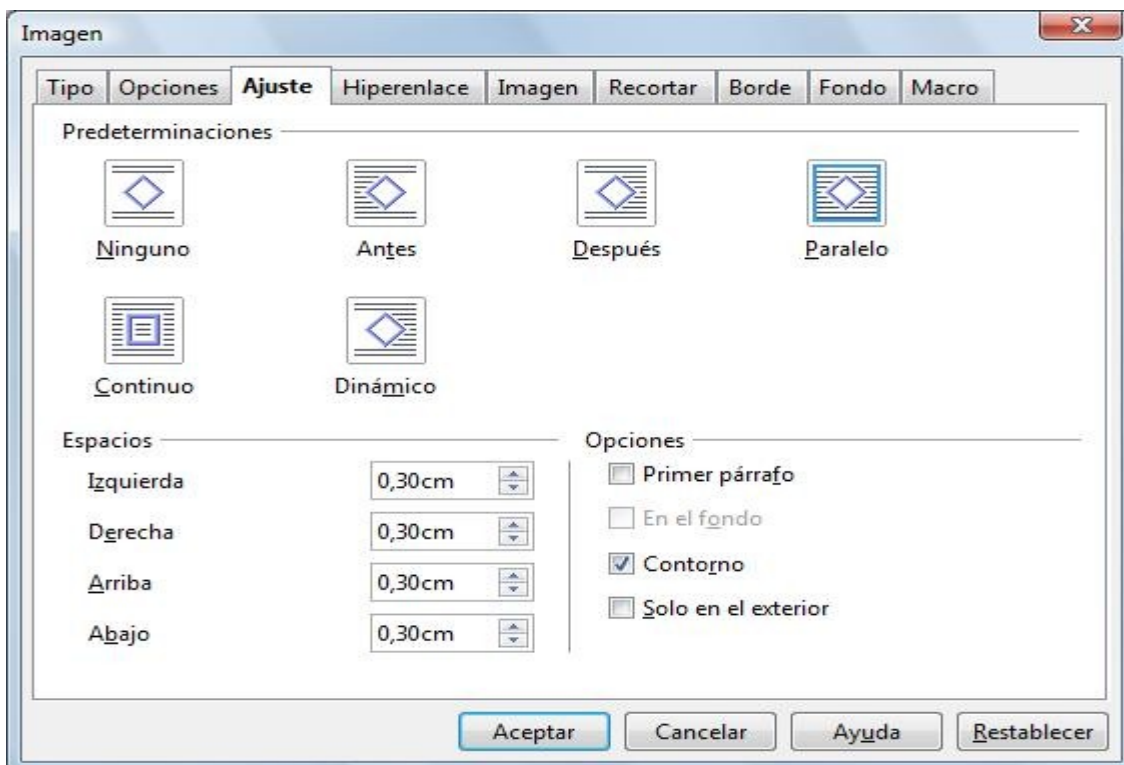 Imagen
Tipo Opciones Ajuste Hiperenlace Imagen Recortar Borde Fondo Macro
Predeterminaciones
Ninguno Antes Después Paralelo
Continuo Dinámico
Espacios
Izquierda 0,30cm
Derecha 0,30cm
Arriba 0,30cm
Abajo 0,30cm
Opciones
Primer párrafo
En el fondo
Contorno
Solo en el exterior
Aceptar Cancelar Ayuda Restablecer